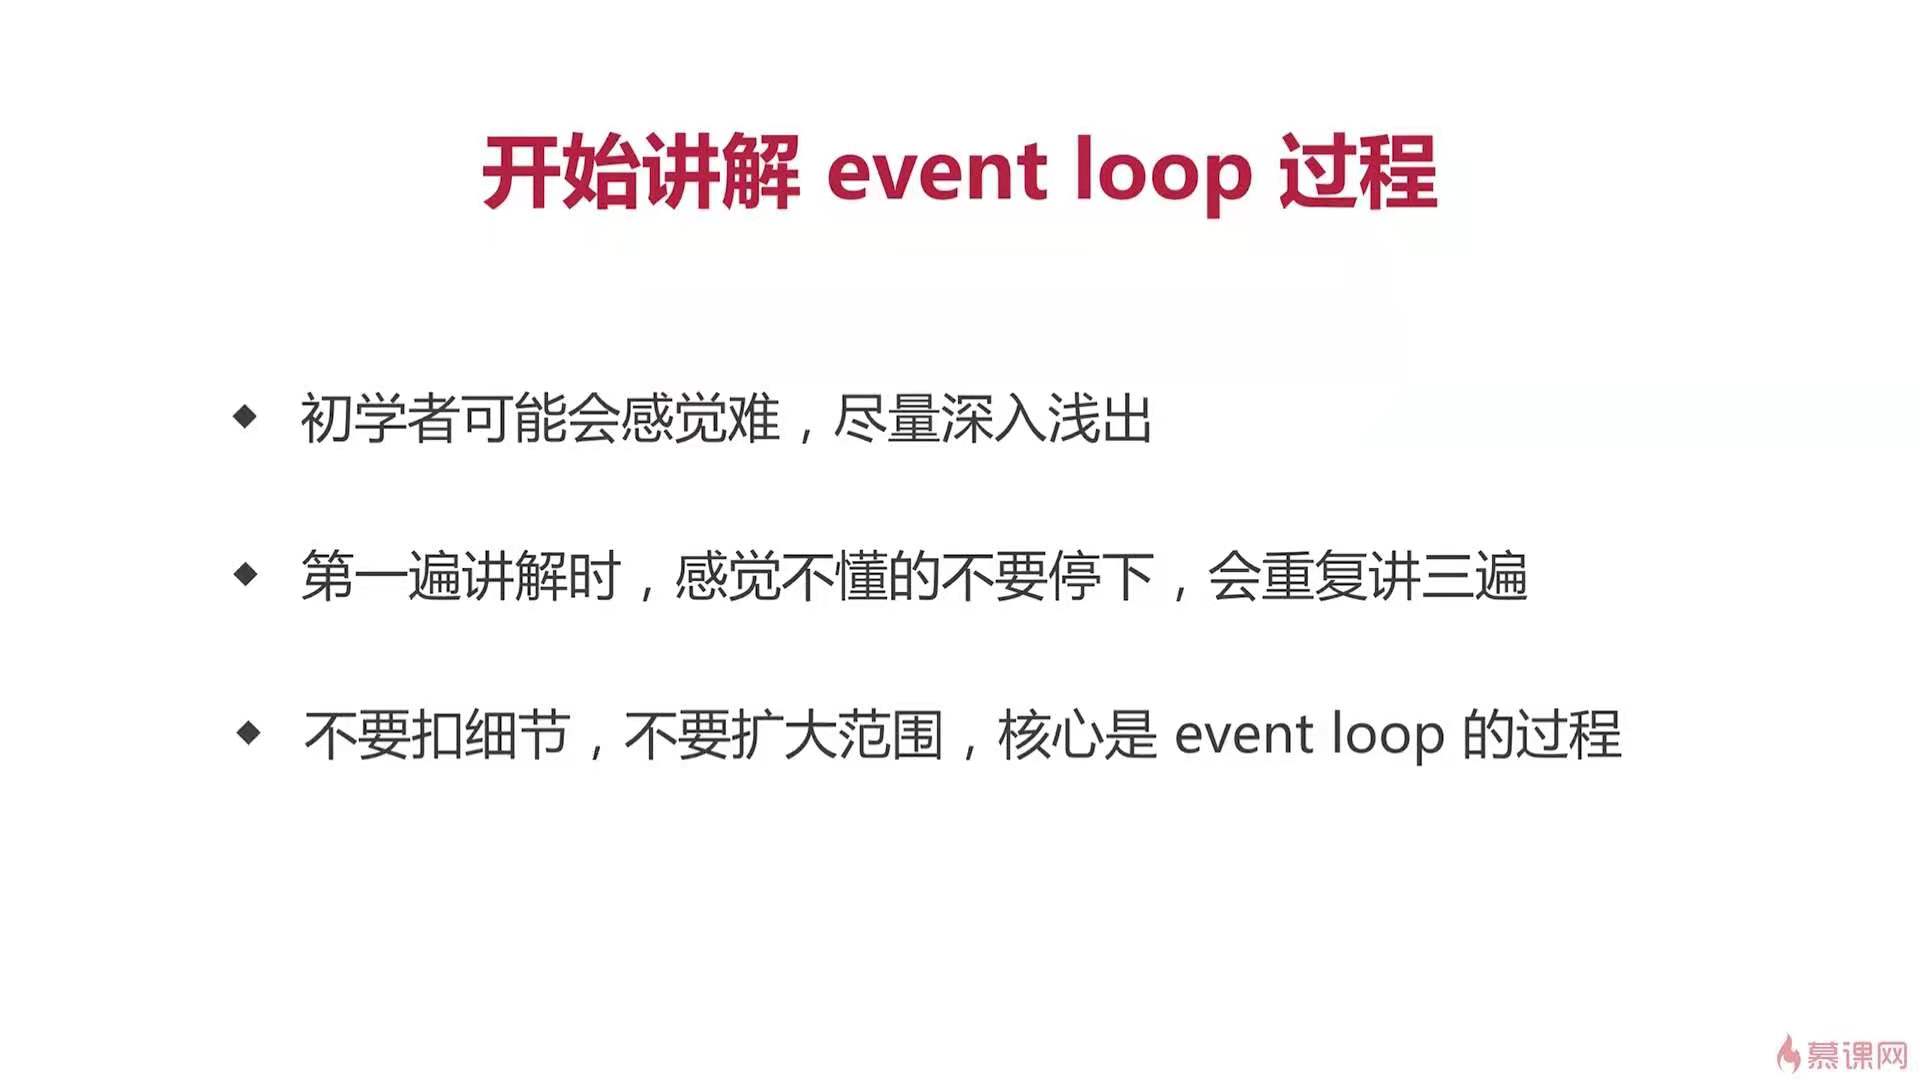 开始讲解 event loop 过程
初学者可能会感觉难，尽量深入浅出
第一遍讲解时，感觉不懂的不要停下，会重复讲三遍
不要扣细节，不要扩大范围，核心是 event loop 的过程
慕课网